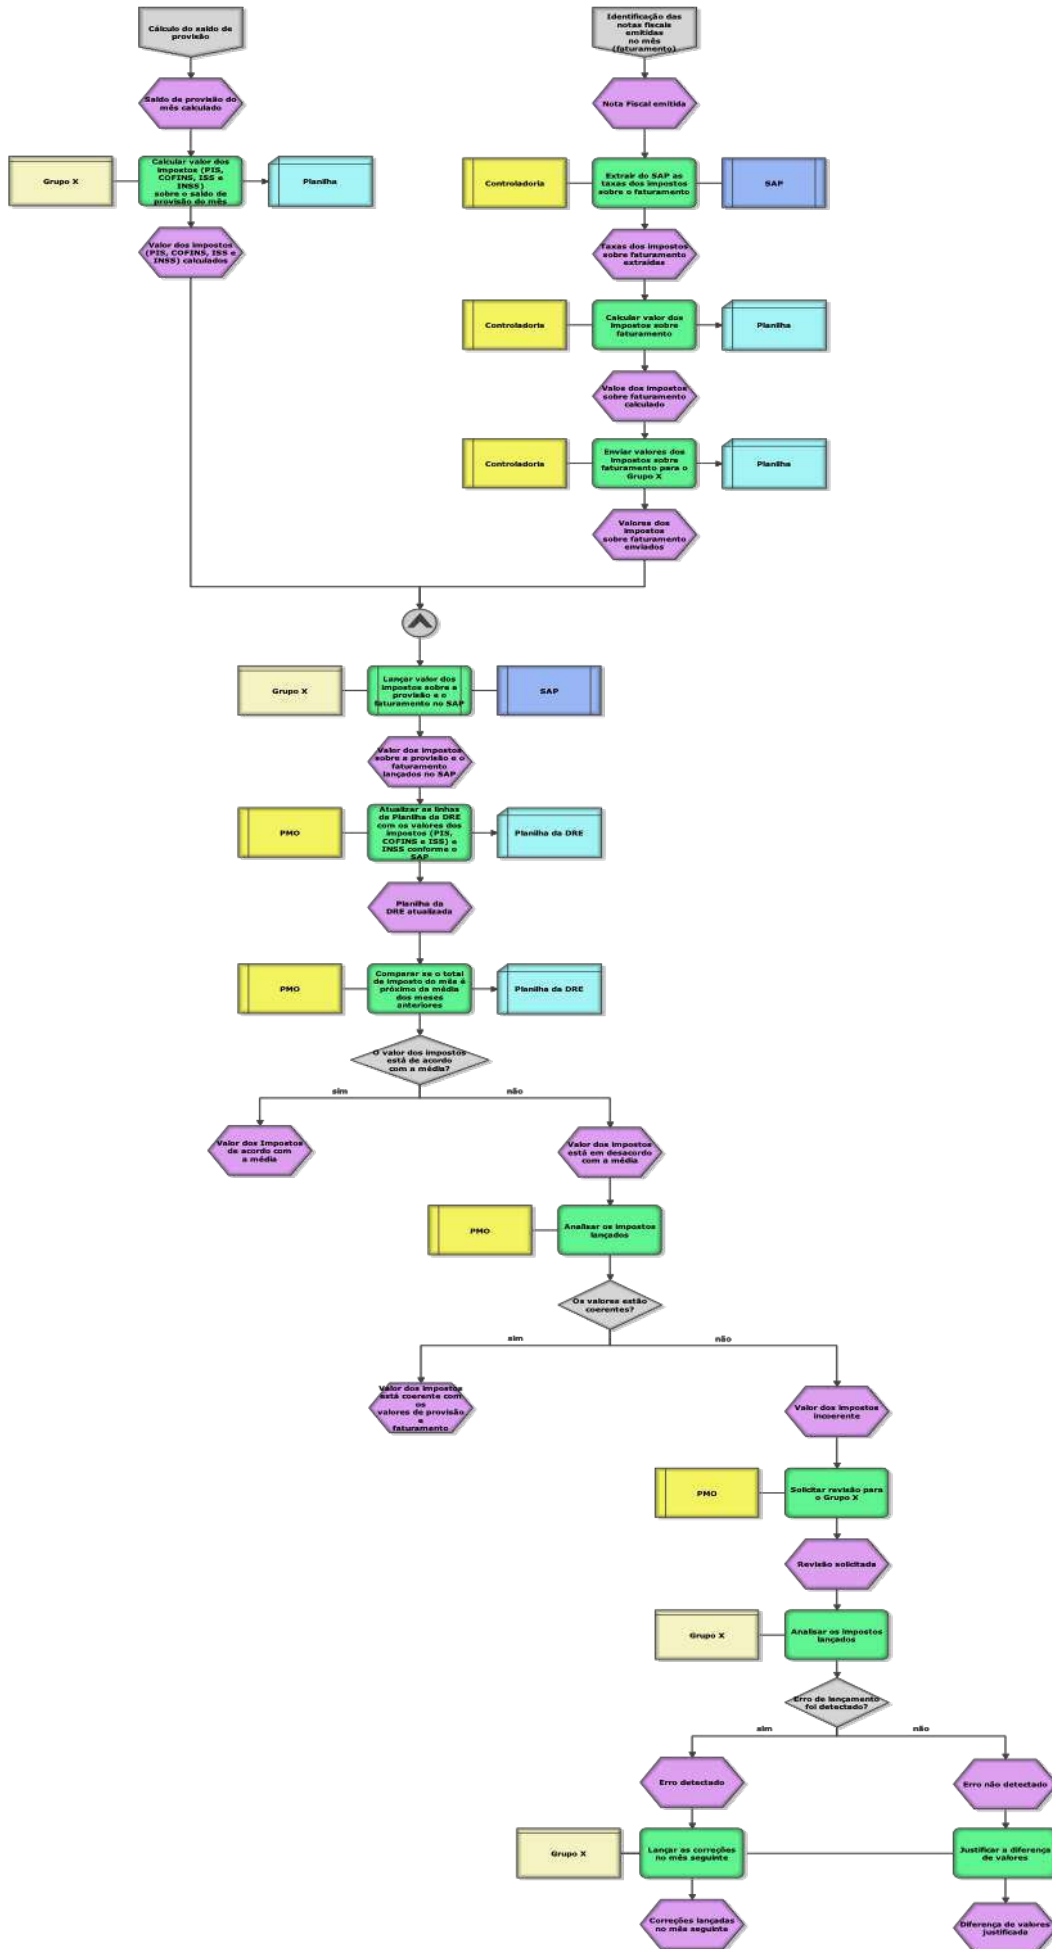 Cálculo do saldo de
provisão
Identificação das
notas fiscais
emitidas
no mês
(faturamento)
Saldo de provisão do
mês calculado
Nota Fiscal emitida
Grupo X
Calcular valor dos
impostos (PIS,
COFINS, ISS e
INSS)
sobre o saldo de
provisão do mês
Planilha
Controladoria
Extrair do SAP as
taxas dos impostos
sobre o faturamento
SAP
Valor dos impostos
(PIS, COFINS, ISS e
INSS) calculados
Taxas dos impostos
sobre faturamento
extraídas
Controladoria
Calcular valor dos
impostos sobre
faturamento
Planilha
Valos dos impostos
sobre faturamento
calculado
Controladoria
Enviar valores dos
impostos sobre
faturamento para o
Grupo X
Planilha
Valores dos
impostos
sobre faturamento
enviados
Grupo X
Lançar valor dos
impostos sobre a
provisão e o
faturamento no SAP
SAP
Valor dos impostos
sobre a provisão e o
faturamento
lançados no SAP
PMO
Atualizar as linhas
da Planilha da DRE
com os valores dos
impostos (PIS,
COFINS e ISS) e
INSS conforme o
SAP
Planilha da DRE
Planilha da
DRE atualizada
PMO
Comparar se o total
de imposto do mês é
próximo da média
dos meses
anteriores
Planilha da DRE
O valor dos impostos
está de acordo
com a média?
sim
não
Valor dos Impostos
de acordo com
a média
Valor dos impostos
está em desacordo
com a média
PMO
Analisar os impostos
lançados
Os valores estão
coerentes?
sim
não
Valor dos impostos
está coerente com
os
valores de provisão
e
faturamento
Valor dos impostos
incoerente
PMO
Solicitar revisão para
o Grupo X
Revisão solicitada
Grupo X
Analisar os impostos
lançados
Erro de lançamento
foi detectado?
sim
não
Erro detectado
Erro não detectado
Grupo X
Lançar as correções
no mês seguinte
Justificar a diferença
de valores
Correções lançadas
no mês seguinte
Diferença de valores
justificada